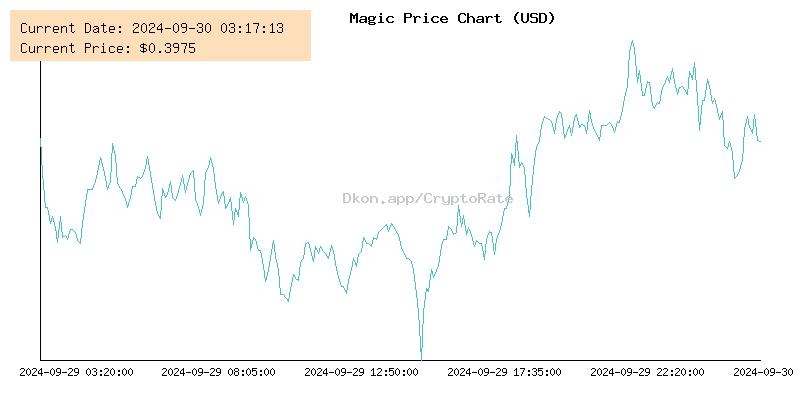 Magic Price Chart (USD)
Current Date: 2024-09-30 03:17:13
Current Price: $0.3975
Dkon.app/CryptoRate
2024-09-29 03:20:00 2024-09-29 08:05:00 2024-09-29 12:50:00 2024-09-29 17:35:00 2024-09-29 22:20:00 2024-09-30